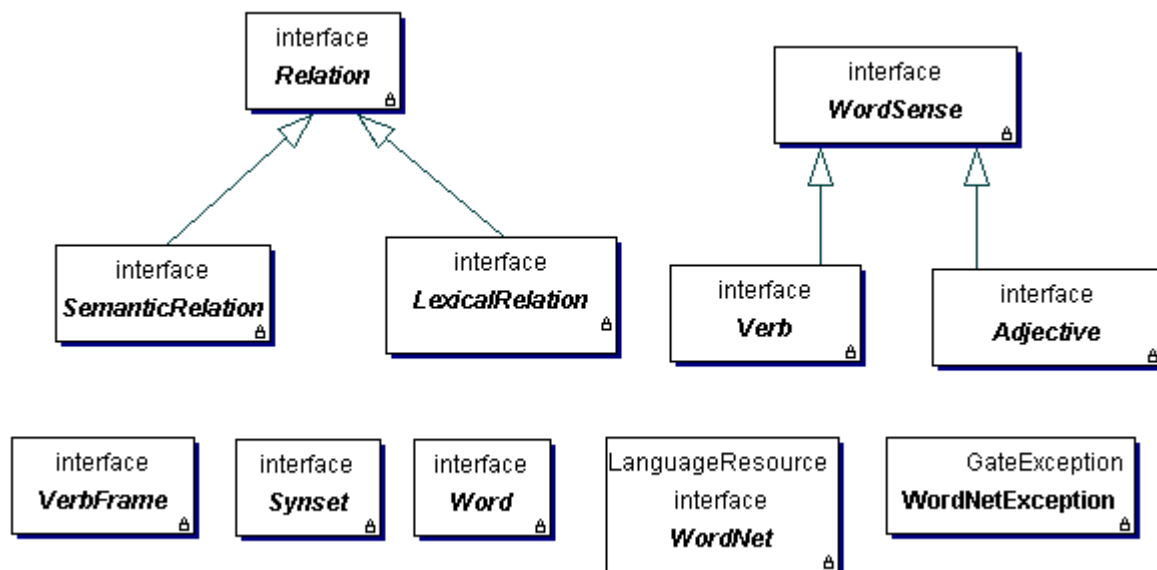 interface
Relation
interface
WordSense
interface
SemanticRelation
interface
LexicalRelation
interface
Verb
interface
Adjective
interface
VerbFrame
interface
Synset
interface
Word
LanguageResource
interface
WordNet
GateException
WordNetException